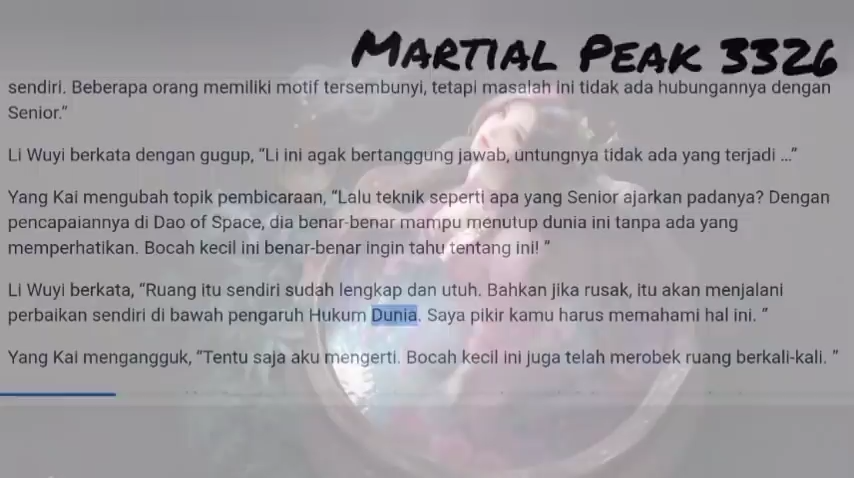 MARTIAL PEAK 3326
sendiri. Beberapa orang memiliki motif tersembunyi, tetapi masalah ini tidak ada hubungannya dengan
Senior.”
Li Wuyi berkata dengan gugup, “Li ini agak bertanggung jawab, untungnya tidak ada yang terjadi ...”
Yang Kai mengubah topik pembicaraan, “Lalu teknik seperti apa yang Senior ajarkan padanya? Dengan
pencapaiannya di Dao of Space, dia benar-benar mampu menutup dunia ini tanpa ada yang
memperhatikan. Bocah kecil ini benar-benar ingin tahu tentang ini! ”
Li Wuyi berkata, “Ruang itu sendiri sudah lengkap dan utuh. Bahkan jika rusak, itu akan menjalani
perbaikan sendiri di bawah pengaruh Hukum Dunia. Saya pikir kamu harus memahami hal ini. ”
Yang Kai mengangguk, “Tentu saja aku mengerti. Bocah kecil ini juga telah merobek ruang berkali-kali. ”